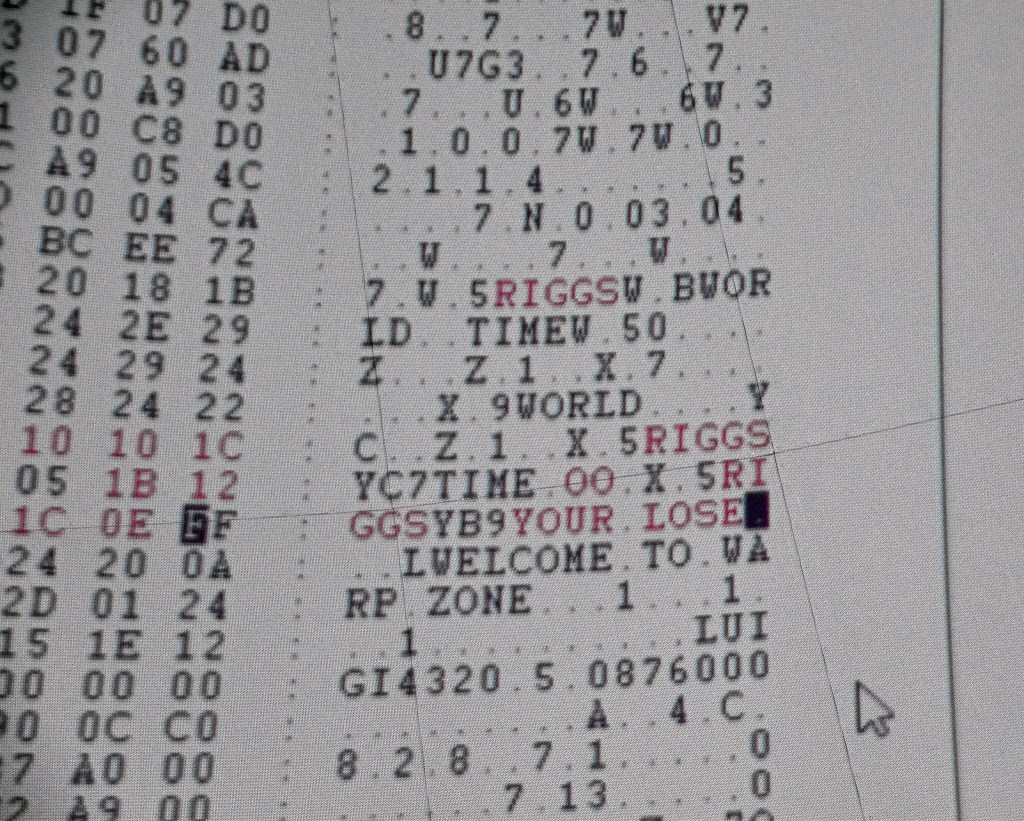 1F 07 D0 : .8..7...7W...V7.
3 07 60 AD : ..U7G3..7.6..7..
6 20 A9 03 : .7...U.6W...6W.3
1 00 C8 D0 : .1.0.0.7W.7W.0..
A9 05 4C : 2.1.1.4.......5.
00 04 CA : ....7.N.0.03.04.
BC EE 72 : ..W....7...W....
20 18 1B : 7.W.5RIGGSW.BWOR
24 2E 29 : LD..TIMEW.50....
24 29 24 : Z...Z.1..X.7....
28 24 22 : ...X.9WORLD....Y
10 10 1C : C..Z.1..X.5RIGGS
05 1B 12 : YC7TIME.OO.X.5RI
1C 0E FF : GGSYB9YOUR.LOSE.
24 20 0A : ..LWELCOME.TO.WA
2D 01 24 : RP.ZONE...1...1.
15 1E 12 : ..1..........LUI
00 00 00 : GI4320.5.0876000
0C C0 : .........A..4.C.
7 A0 00 : 8.2.8..7.1.....0
2 A9 00 : ......7.13.....0